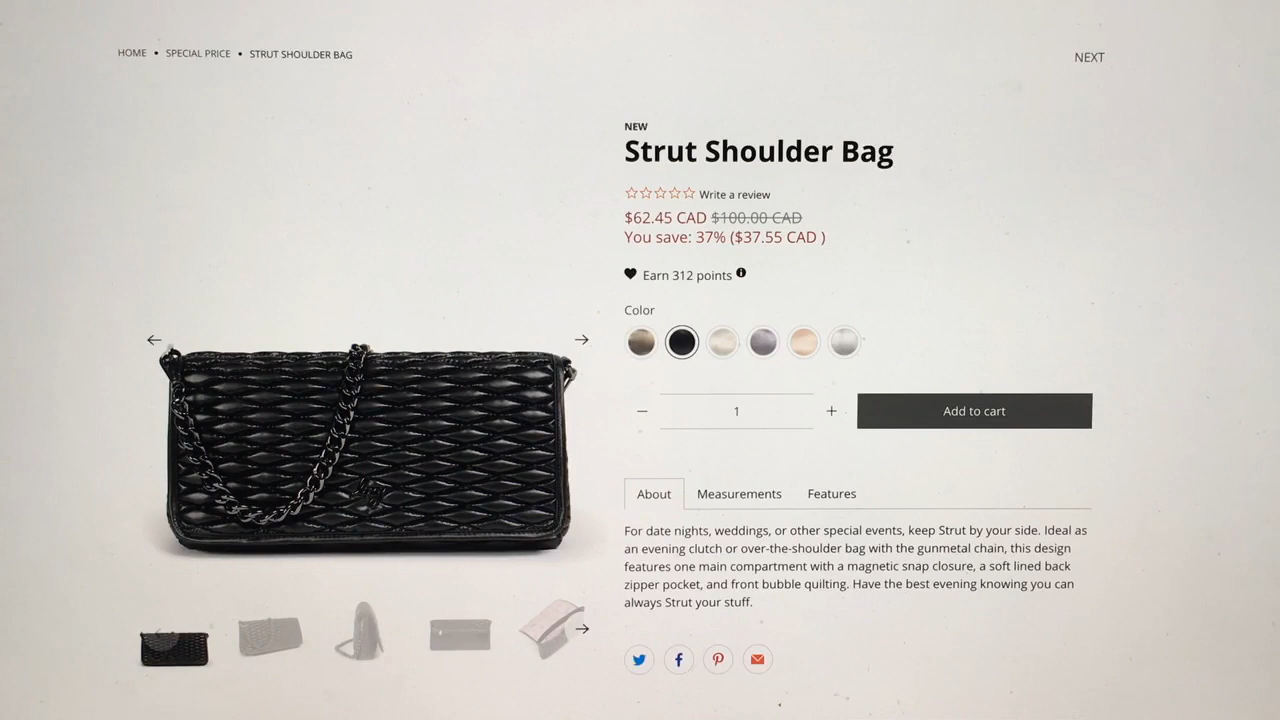 HOME • SPECIAL PRICE • STRUT SHOULDER BAG
NEXT
NEW
Strut Shoulder Bag
Write a review
$62.45 CAD $100.00 CAD
You save: 37% ($37.55 CAD )
Earn 312 points
Color
− 1 + Add to cart
About Measurements Features
For date nights, weddings, or other special events, keep Strut by your side. Ideal as
an evening clutch or over-the-shoulder bag with the gunmetal chain, this design
features one main compartment with a magnetic snap closure, a soft lined back
zipper pocket, and front bubble quilting. Have the best evening knowing you can
always Strut your stuff.